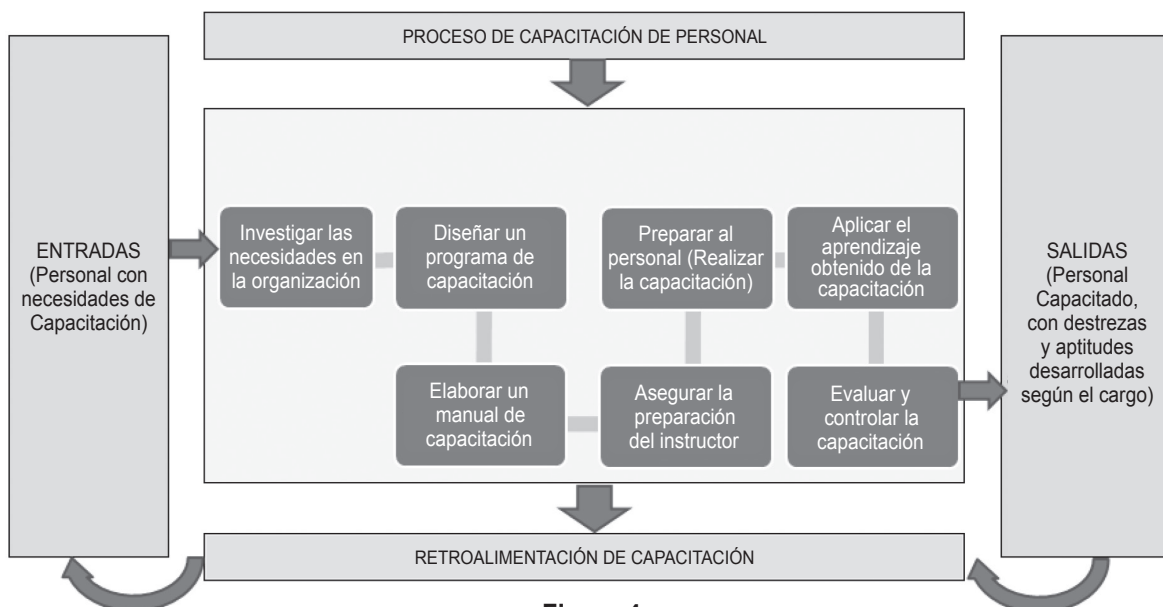 PROCESO DE CAPACITACIÓN DE PERSONAL
ENTRADAS
(Personal con
necesidades de
Capacitación)
Investigar las
necesidades en
la organización
Diseñar un
programa de
capacitación
Elaborar un
manual de
capacitación
Asegurar la
preparación
del instructor
Preparar al
personal (Realizar
la capacitación)
Aplicar el
aprendizaje
obtenido de la
capacitación
Evaluar y
controlar la
capacitación
SALIDAS
(Personal
Capacitado,
con destrezas
y aptitudes
desarrolladas
según el cargo)
RETROALIMENTACIÓN DE CAPACITACIÓN